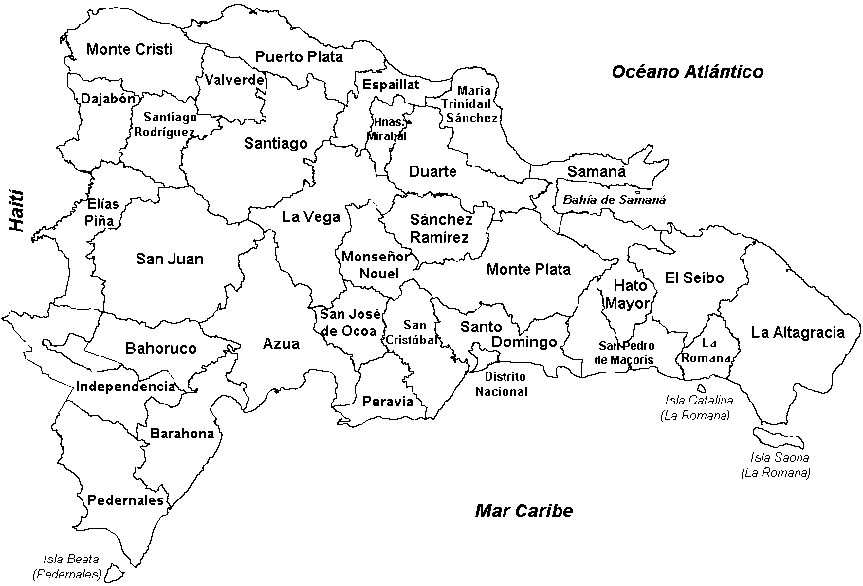 Monte Cristi
Puerto Plata
Océano Atlántico
Valverde
Espaillat
Dajabón
María
Trinidad
Sánchez
Santiago
Rodríguez
Hnas.
Mirabal
Santiago
Duarte
Samaná
Haití
Elías
Piña
Bahía de Samaná
La Vega
Sánchez
Ramírez
San Juan
Monseñor
Nouel
Monte Plata
Hato
Mayor
El Seibo
San José
de Ocoa
San
Cristóbal
Santo
Domingo
La Altagracia
Azua
Bahoruco
San Pedro
de Macorís
La
Romana
Independencia
Distrito
Nacional
Peravia
Isla Catalina
(La Romana)
Barahona
Isla Saona
(La Romana)
Pedernales
Mar Caribe
Isla Beata
(Pedernales)